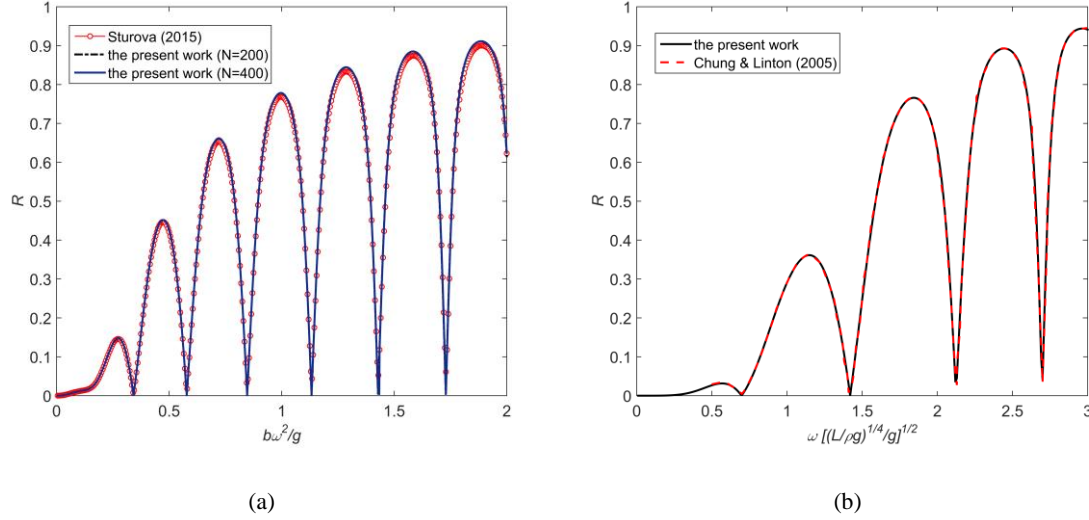 Sturova (2015)
the present work (N=200)
the present work (N=400)
1
0.9
0.8
0.7
0.6
0.5
0.4
0.3
0.2
0.1
0
R
0 0.5 1 1.5 2
bω²/g
(a)
the present work
Chung & Linton (2005)
1
0.9
0.8
0.7
0.6
0.5
0.4
0.3
0.2
0.1
0
R
0 0.5 1 1.5 2 2.5 3
ω [(L/ρg)^1/4/g]^1/2
(b)